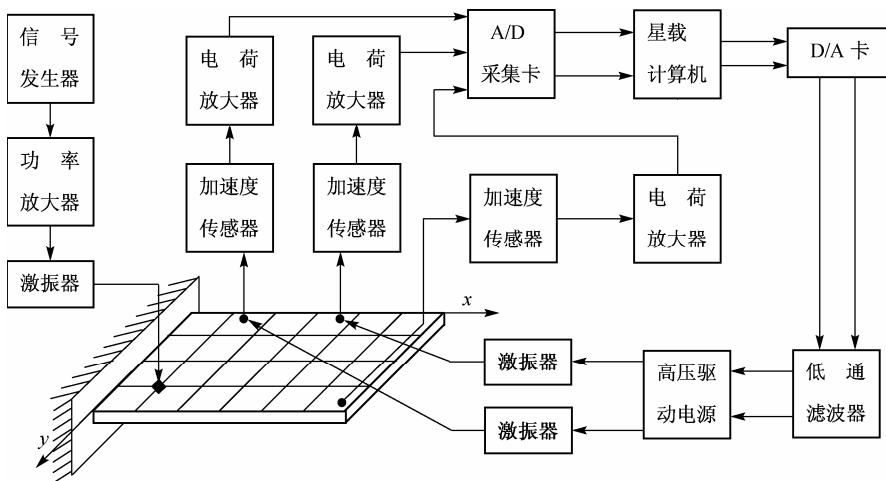 信号
发生器
功率
放大器
激振器
电荷
放大器
加速度
传感器
电荷
放大器
加速度
传感器
A/D
采集卡
星载
计算机
D/A 卡
加速度
传感器
电荷
放大器
x
y
激振器
激振器
高压驱
动电源
低通
滤波器